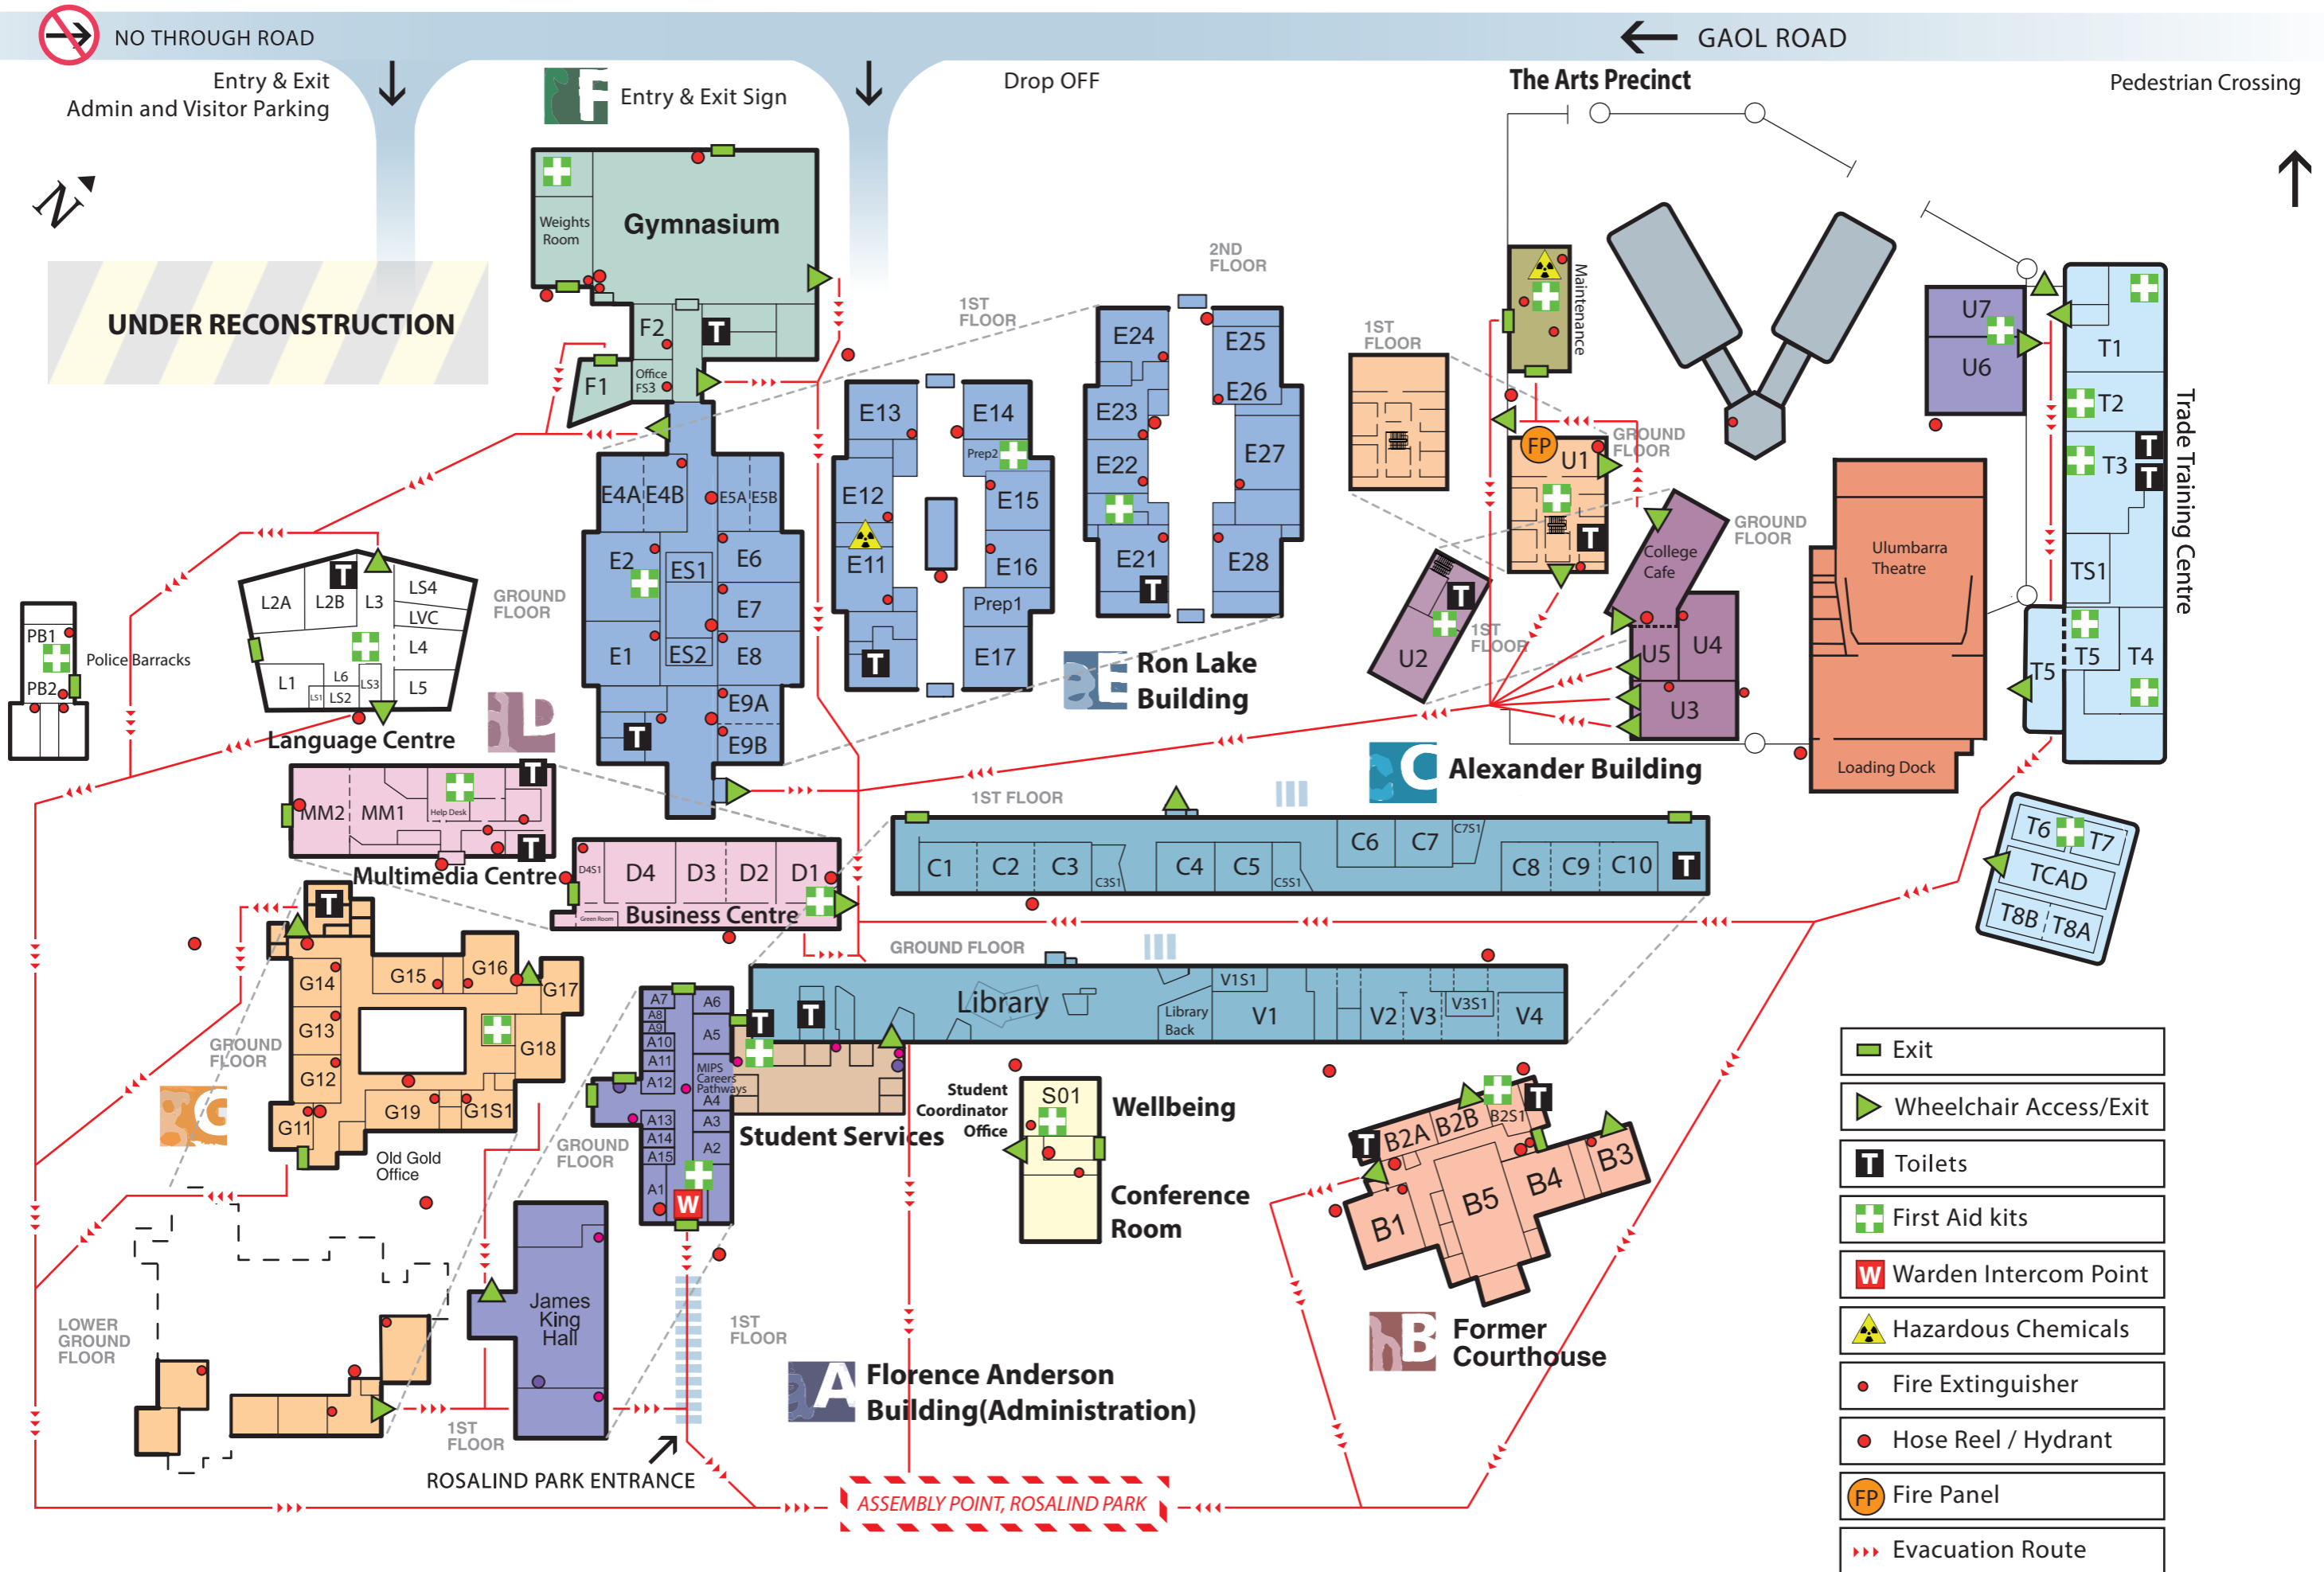 NO THROUGH ROAD
GAOL ROAD
Entry & Exit
Admin and Visitor Parking
F
Entry & Exit Sign
Drop OFF
The Arts Precinct
Pedestrian Crossing
N
UNDER RECONSTRUCTION
Weights
Room
Gymnasium
F2
T
Office
FS3
F1
1ST
FLOOR
2ND
FLOOR
E13
E14
Prep2
E12
E15
E11
E16
Prep1
T
E17
E24
E25
E26
E23
E27
E22
E21
T
E28
Ron Lake
Building
E
E4A
E4B
E5A
E5B
E2
ES1
E6
E7
E1
ES2
E8
E9A
T
E9B
GROUND
FLOOR
1ST
FLOOR
Maintenance
FP
U1
T
GROUND
FLOOR
College
Cafe
GROUND
FLOOR
T
U2
1ST
FLOOR
U5
U4
U3
Ulumbarra
Theatre
Loading Dock
U7
U6
T1
T2
T3
T
T
TS1
T5
T5
T4
Trade Training Centre
T6
T7
TCAD
T8B
T8A
PB1
PB2
Police Barracks
L2A
L2B
T
L3
LS4
LVC
L4
L1
L6
LS1
LS2
LS3
L5
Language Centre
D
MM2
MM1
Help Desk
T
T
Multimedia Centre
D4S1
D4
D3
D2
D1
Green Room
Business Centre
C
Alexander Building
1ST FLOOR
C1
C2
C3
C3S1
C4
C5
C5S1
C6
C7
C7S1
C8
C9
C10
T
GROUND FLOOR
Library
T
T
Library
Back
V1S1
V1
V2
V3
V3S1
V4
T
G14
G15
G16
G17
G13
G18
G12
G19
G1S1
G11
GROUND
FLOOR
G
Old Gold
Office
LOWER
GROUND
FLOOR
A7
A6
A8
A9
A5
A10
A11
MIPS
Careers
Pathways
A12
A4
A13
A3
A14
A2
A15
A1
W
GROUND
FLOOR
Student Services
James
King
Hall
1ST
FLOOR
1ST
FLOOR
ROSALIND PARK ENTRANCE
A
Florence Anderson
Building(Administration)
Student
Coordinator
Office
S01
Wellbeing
Conference
Room
T
B2A
B2B
B2S1
T
B1
B5
B4
B3
B
Former
Courthouse
ASSEMBLY POINT, ROSALIND PARK
Exit
Wheelchair Access/Exit
T
Toilets
First Aid kits
W
Warden Intercom Point
Hazardous Chemicals
Fire Extinguisher
Hose Reel / Hydrant
FP
Fire Panel
Evacuation Route